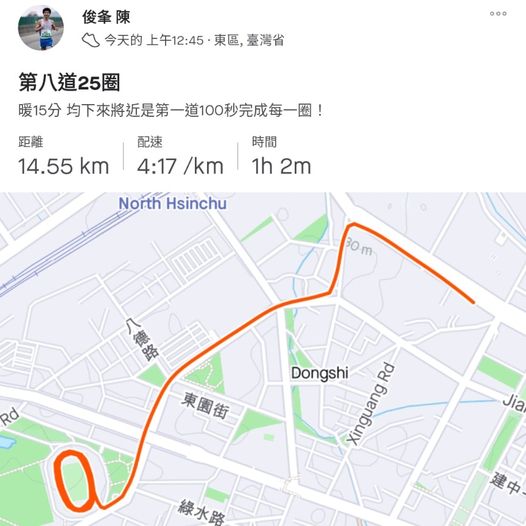 俊夆 陳
今天的 上午12:45 · 東區, 臺灣省
第八道25圈
暖15分 均下來將近是第一道100秒完成每一圈！
距離
配速
時間
14.55 km
4:17 /km
1h 2m
North Hsinchu
30 m
八德路
Dongshi
Xinguang Rd
東園街
Jian
Rd
建中一
綠水路